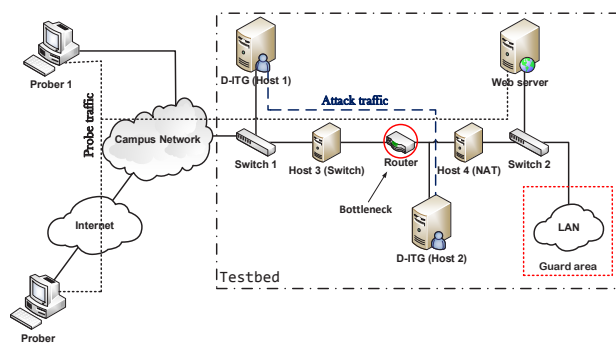 Prober 1
D-ITG (Host 1)
Web server
Attack traffic
Probe traffic
Campus Network
Switch 1
Host 3 (Switch)
Router
Host 4 (NAT)
Switch 2
Bottleneck
Internet
LAN
D-ITG (Host 2)
Guard area
Testbed
Prober